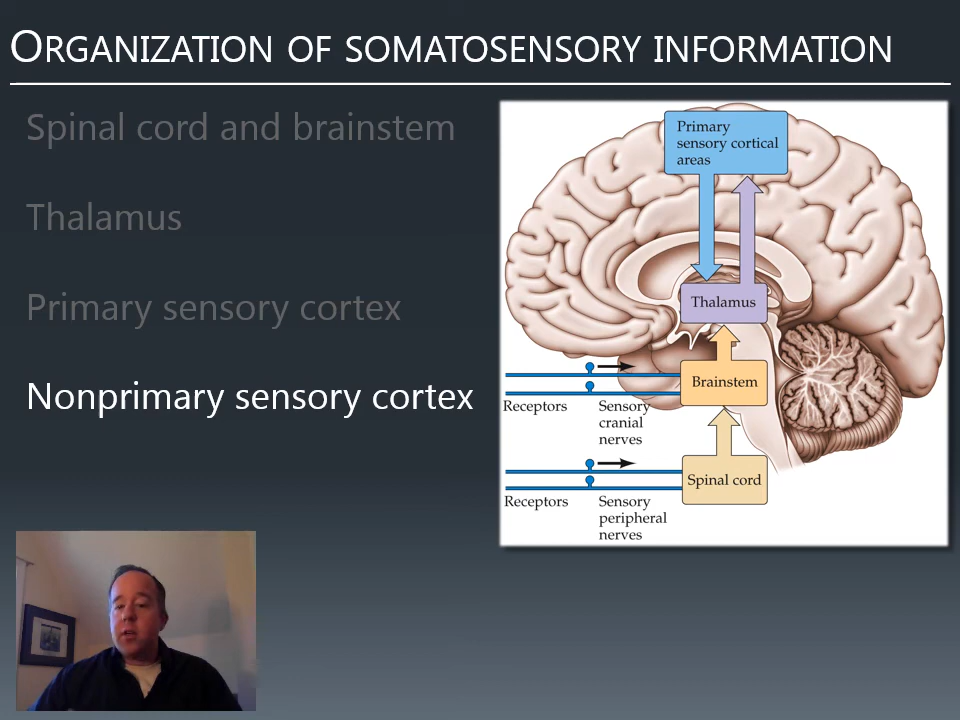 ORGANIZATION OF SOMATOSENSORY INFORMATION
Spinal cord and brainstem
Thalamus
Primary sensory cortex
Nonprimary sensory cortex
Primary
sensory cortical
areas
Thalamus
Brainstem
Receptors
Sensory
cranial
nerves
Spinal cord
Receptors
Sensory
peripheral
nerves